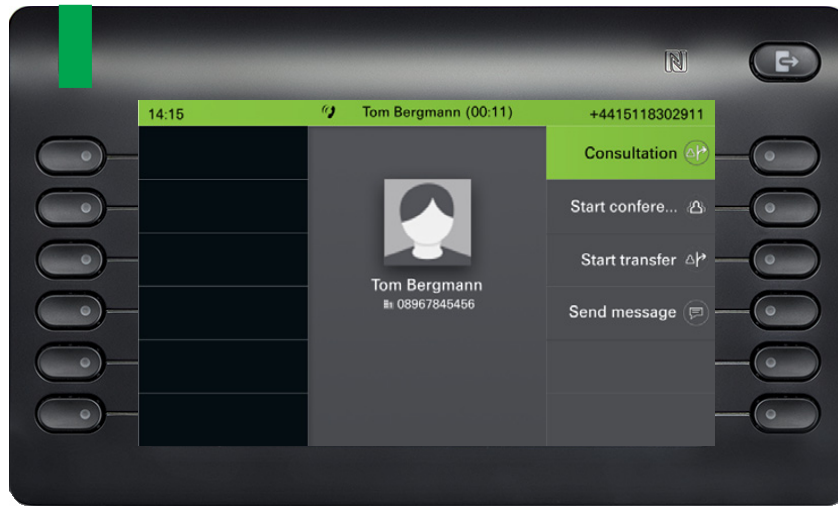 14:15
Tom Bergmann (00:11)
+4415118302911
Consultation
Start confere...
Start transfer
Send message
Tom Bergmann
08967845456